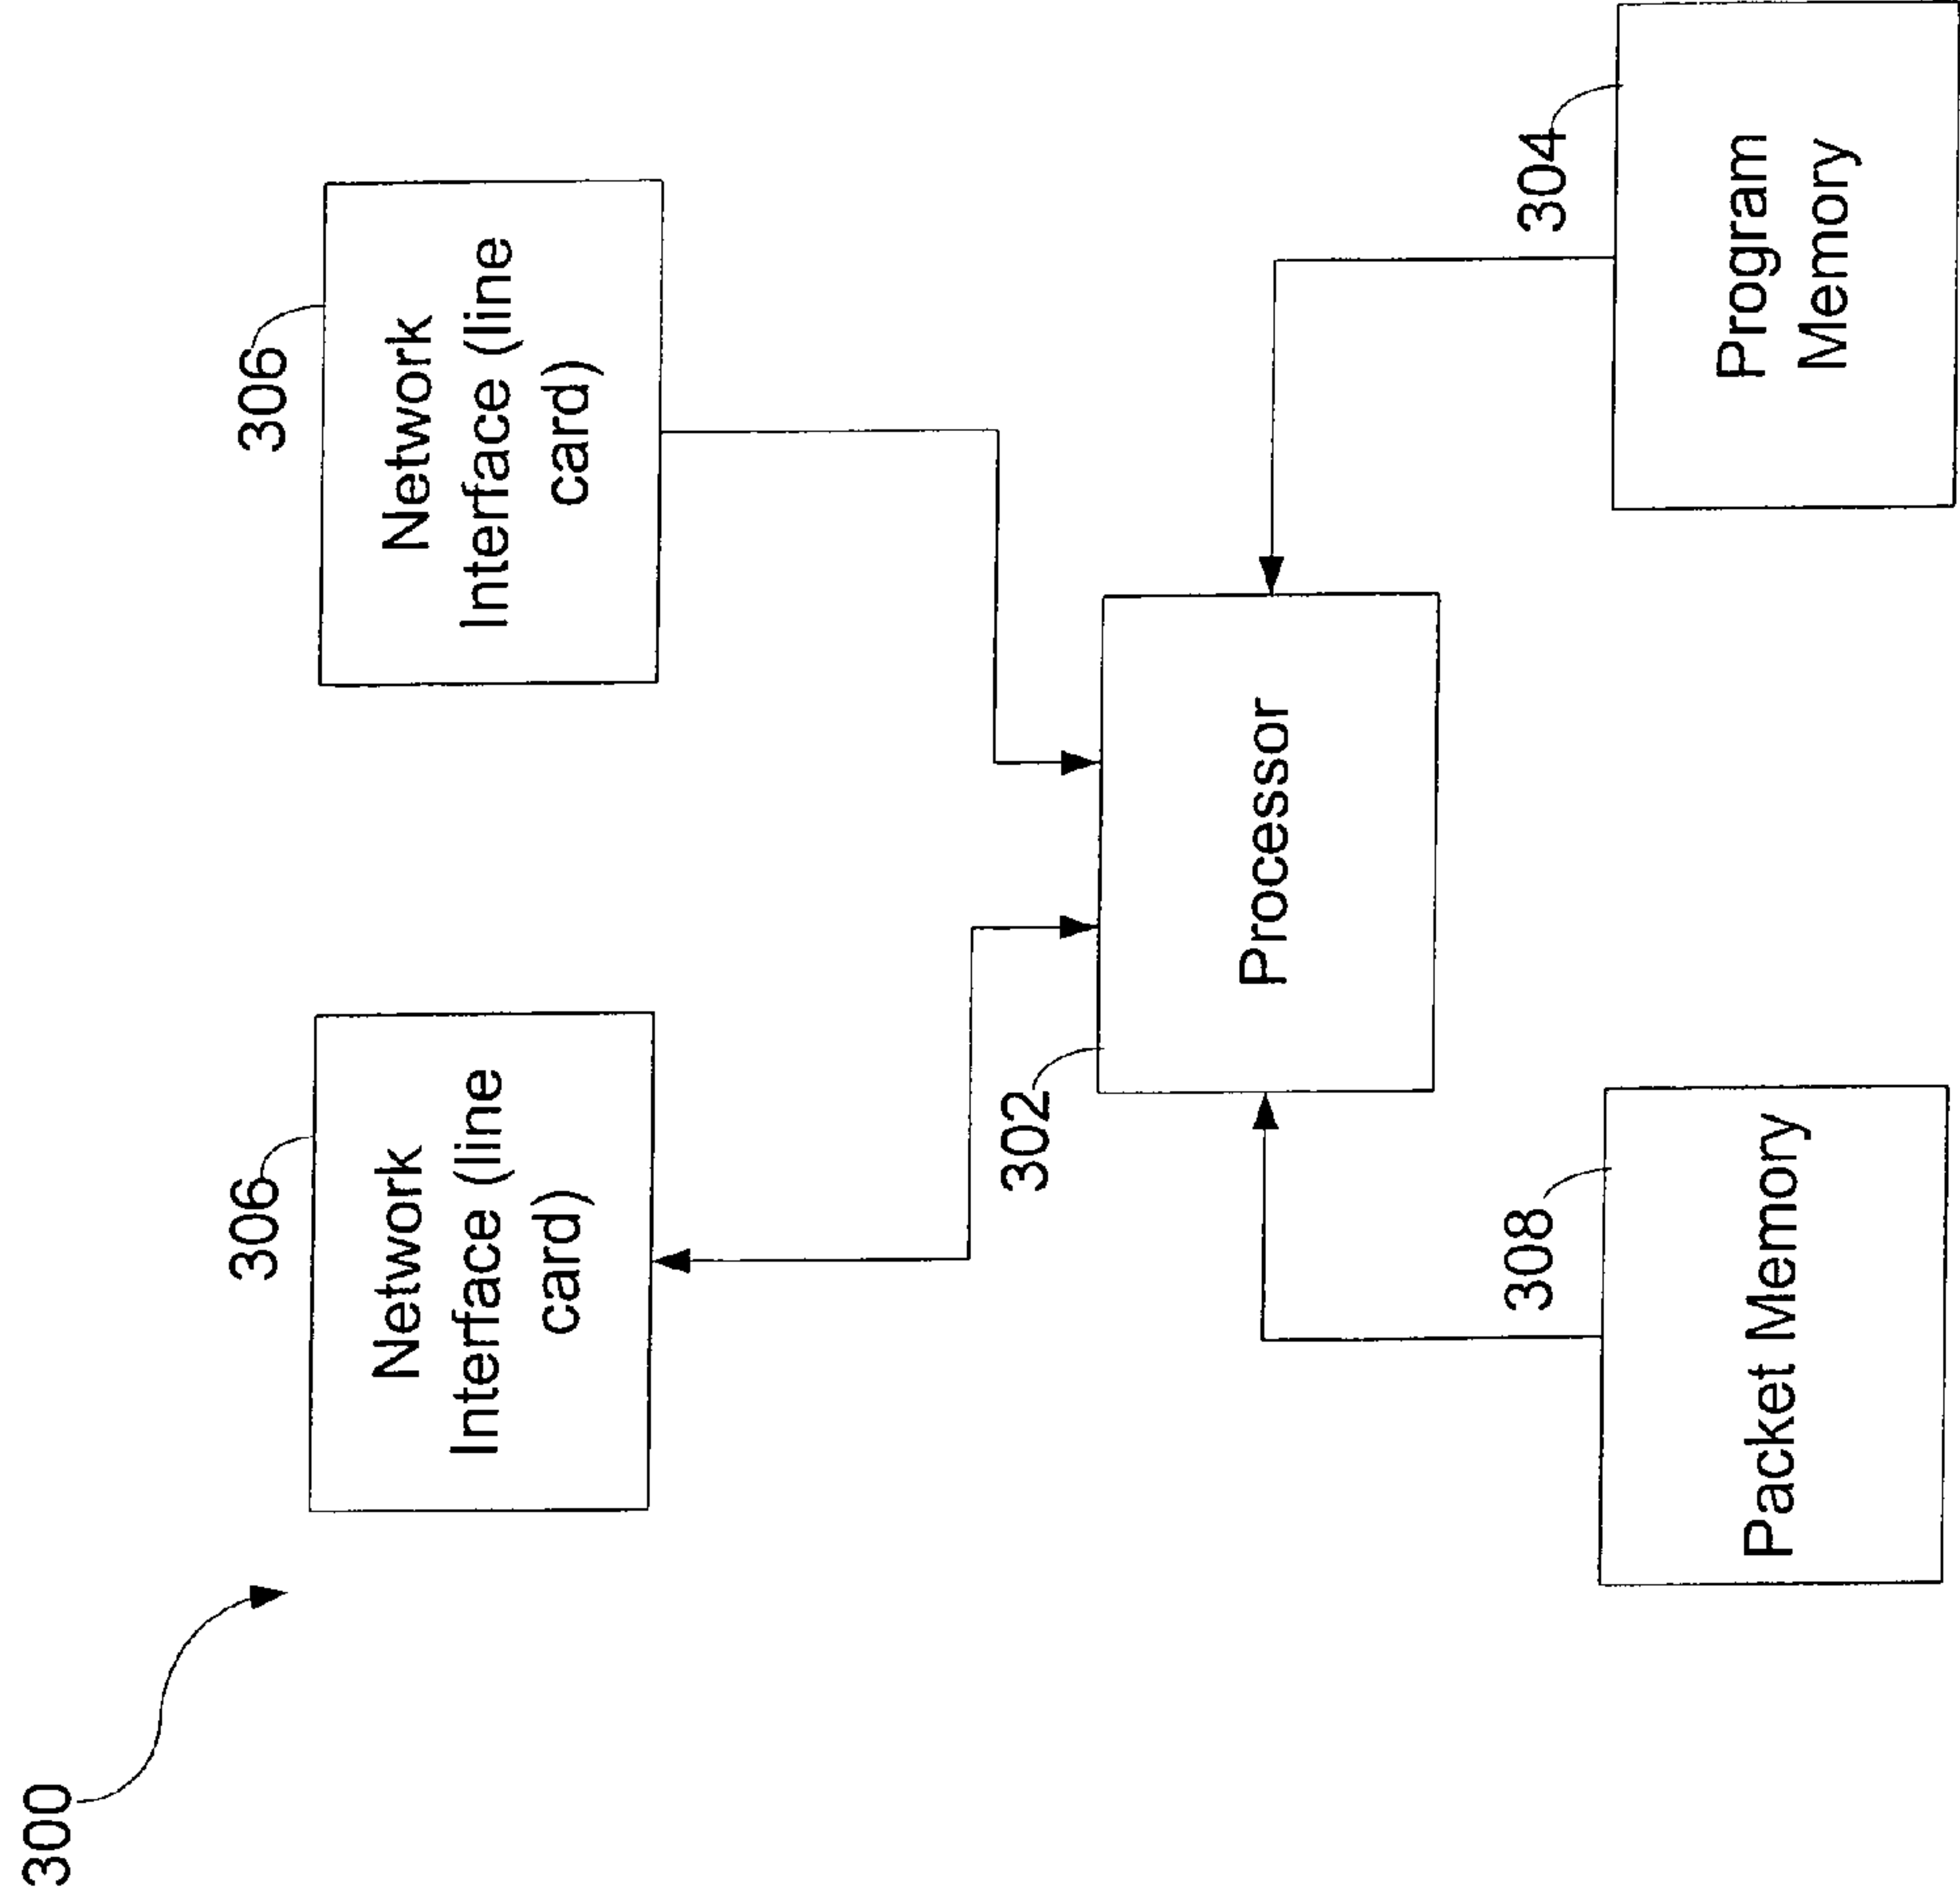 300
306
Network
Interface (line
card)
306
Network
Interface (line
card)
302
Processor
308
Packet Memory
304
Program
Memory